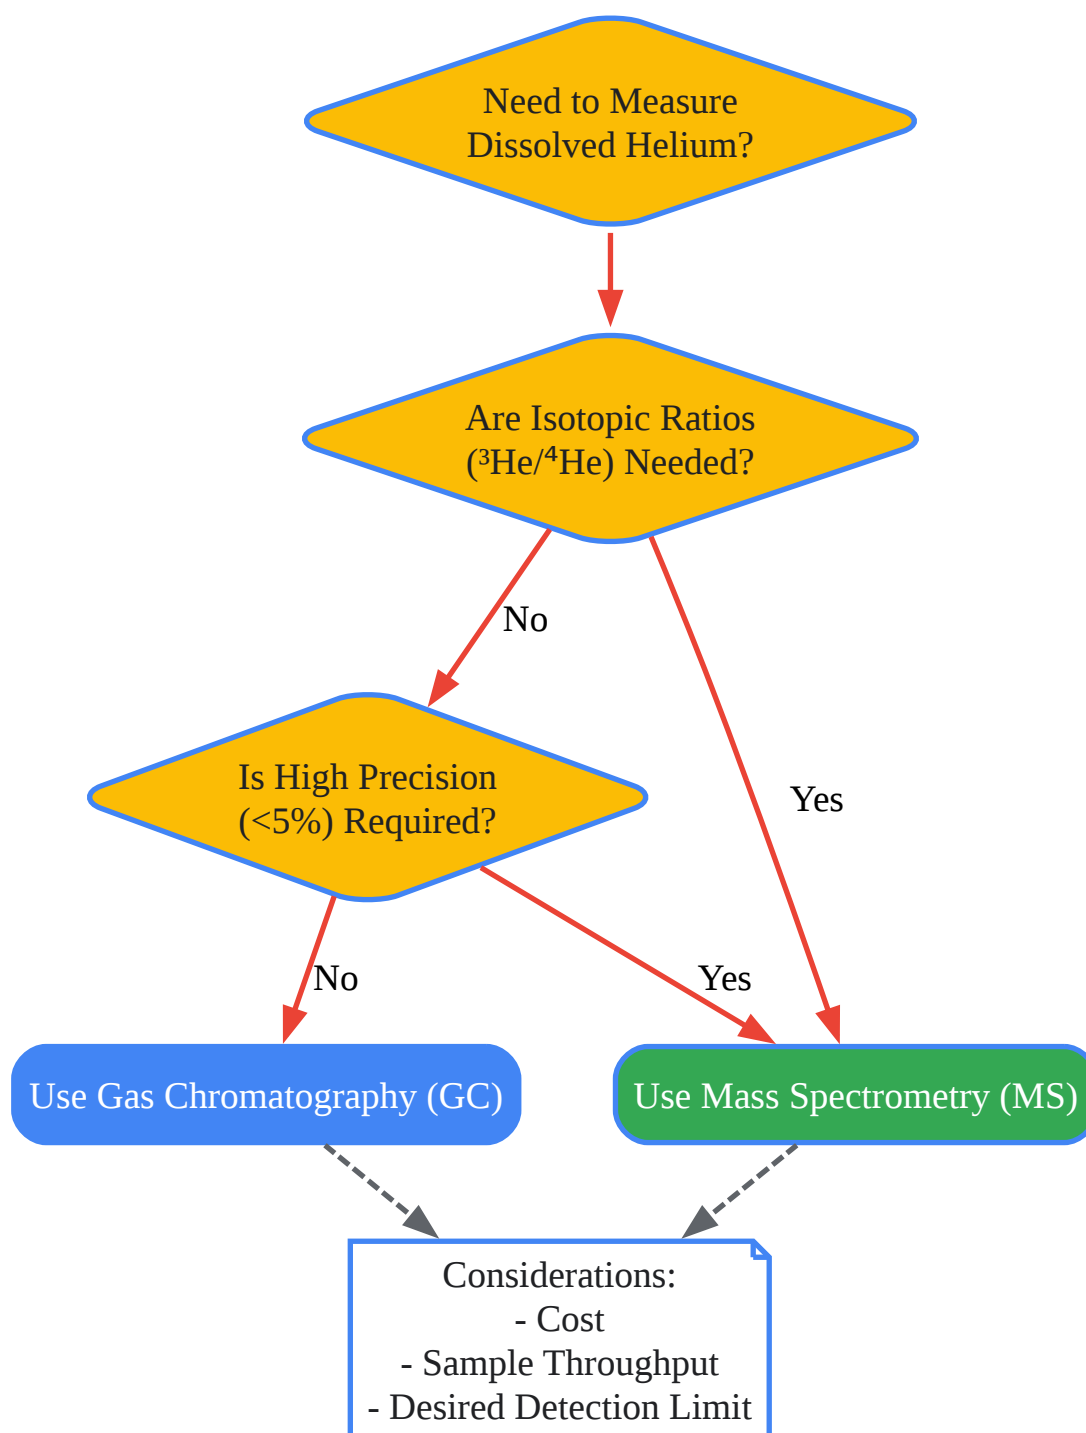 Need to Measure
Dissolved Helium?
Are Isotopic Ratios
(³He/⁴He) Needed?
No
Is High Precision
(<5%) Required?
Yes
No
Yes
Use Gas Chromatography (GC)
Use Mass Spectrometry (MS)
Considerations:
- Cost
- Sample Throughput
- Desired Detection Limit